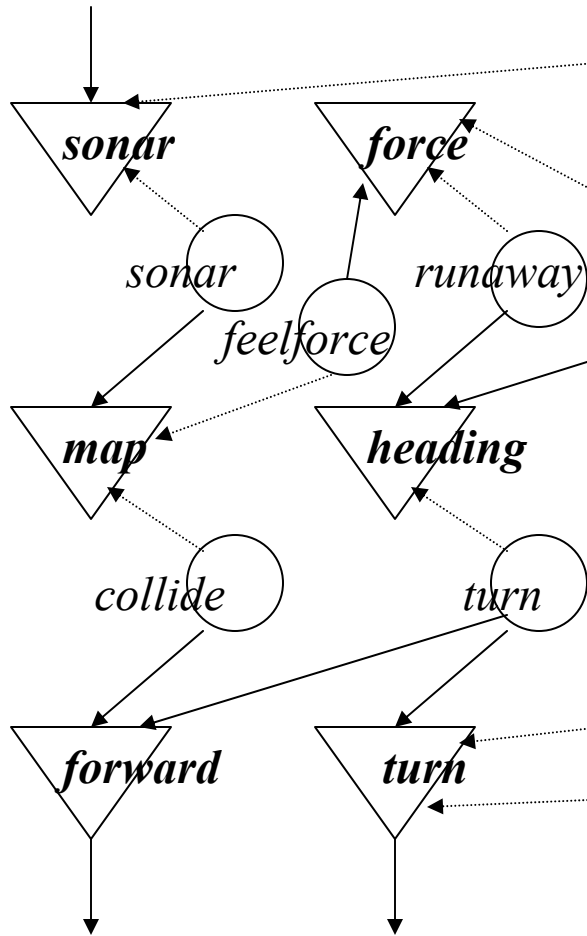 sonar
force
sonar
runaway
feelforce
map
heading
collide
turn
forward
turn